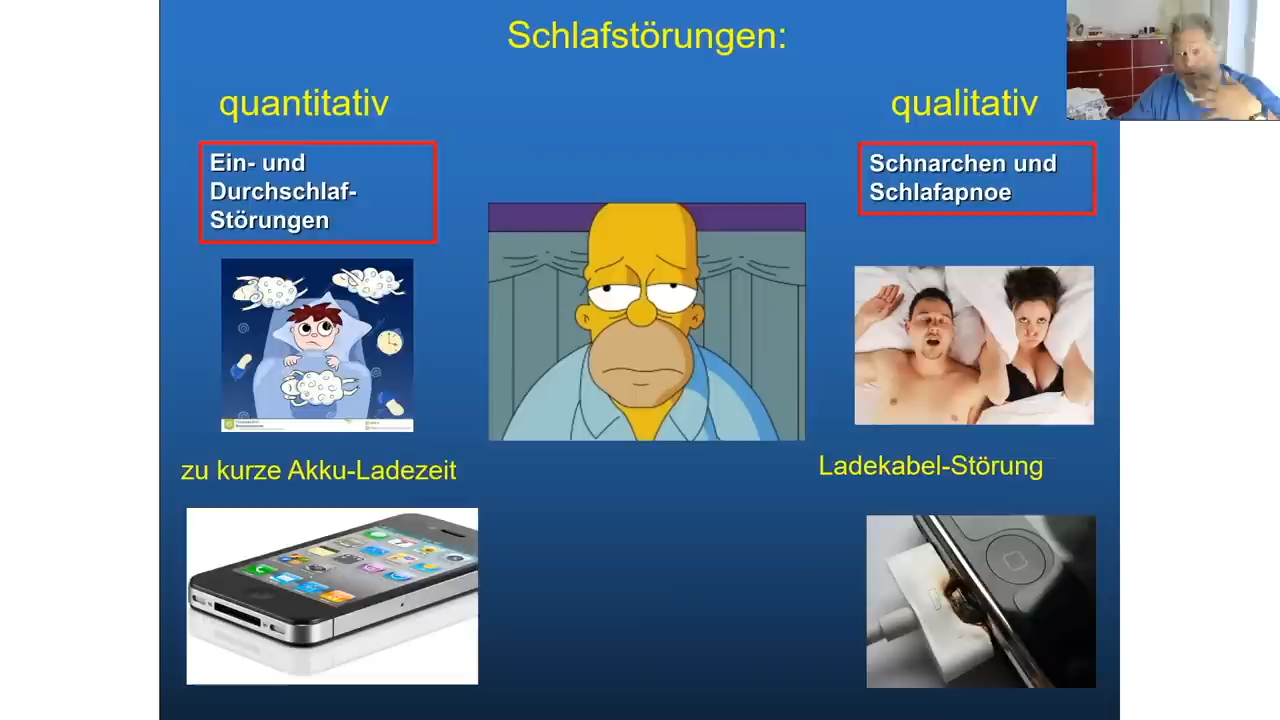 Schlafstörungen:
quantitativ
qualitativ
Ein- und
Durchschlaf-
Störungen
Schnarchen und
Schlafapnoe
zu kurze Akku-Ladezeit
Ladekabel-Störung